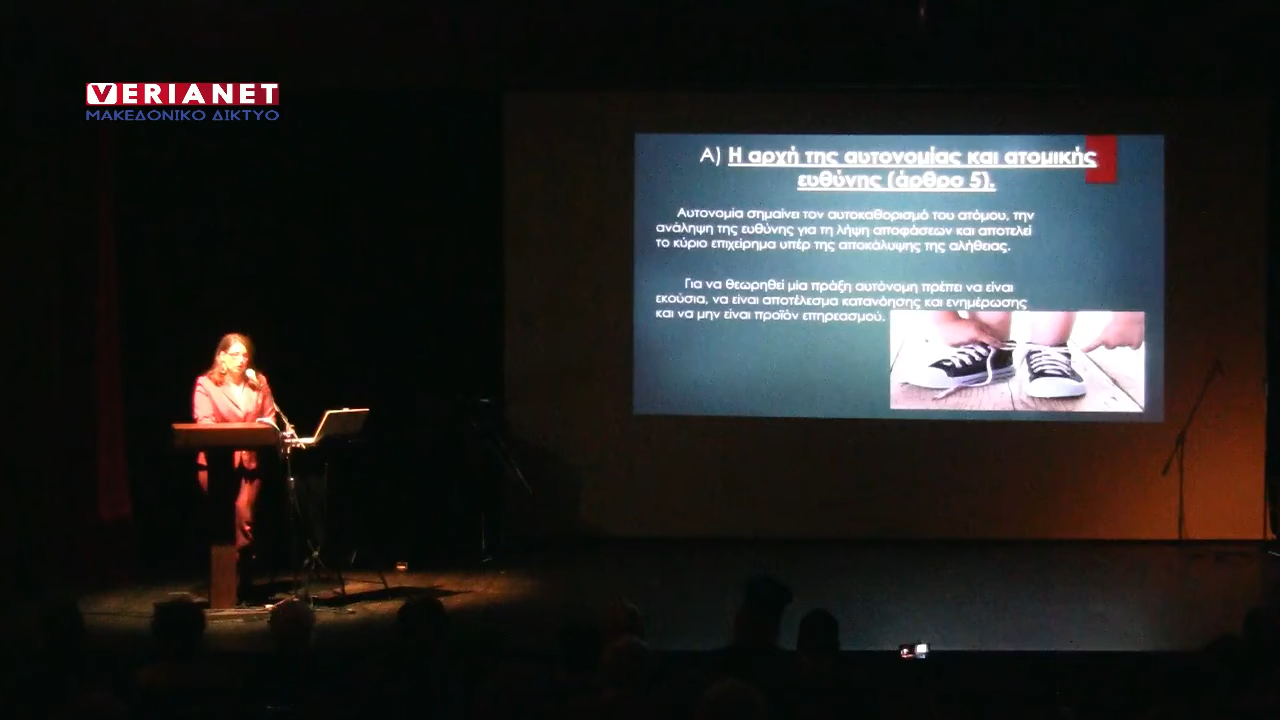 VERIANET
ΜΑΚΕΔΟΝΙΚΟ ΔΙΚΤΥΟ
Α) Η αρχή της αυτονομίας και ατομικής
ευθύνης (άρθρο 5).
Αυτονομία σημαίνει τον αυτοκαθορισμό του ατόμου, την
ανάληψη της ευθύνης για τη λήψη αποφάσεων και αποτελεί
το κύριο επιχείρημα υπέρ της αποκάλυψης της αλήθειας.
Για να θεωρηθεί μία πράξη αυτόνομη πρέπει να είναι
εκούσια, να είναι αποτέλεσμα κατανόησης και ενημέρωσης
και να μην είναι προϊόν επηρεασμού.